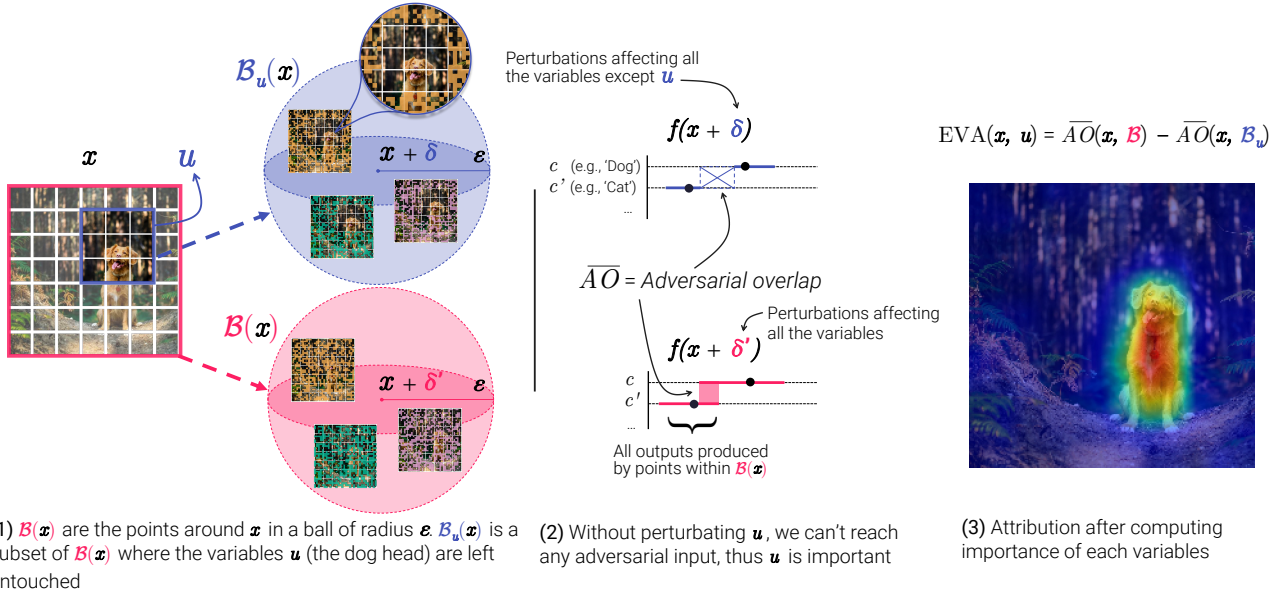 x
u
𝓑ᵤ(x)
x + δ
ε
𝓑(x)
x + δ'
ε
Perturbations affecting all
the variables except u
f(x + δ)
c (e.g., 'Dog')
c' (e.g., 'Cat')
...
A̅O̅ = Adversarial overlap
Perturbations affecting
all the variables
f(x + δ')
c
c'
...
All outputs produced
by points within 𝓑(x)
EVA(x, u) = A̅O̅(x, 𝓑) − A̅O̅(x, 𝓑ᵤ)
1) 𝓑(x) are the points around x in a ball of radius ε. 𝓑ᵤ(x) is a
ubset of 𝓑(x) where the variables u (the dog head) are left
ntouched
(2) Without perturbating u, we can't reach
any adversarial input, thus u is important
(3) Attribution after computing
importance of each variables